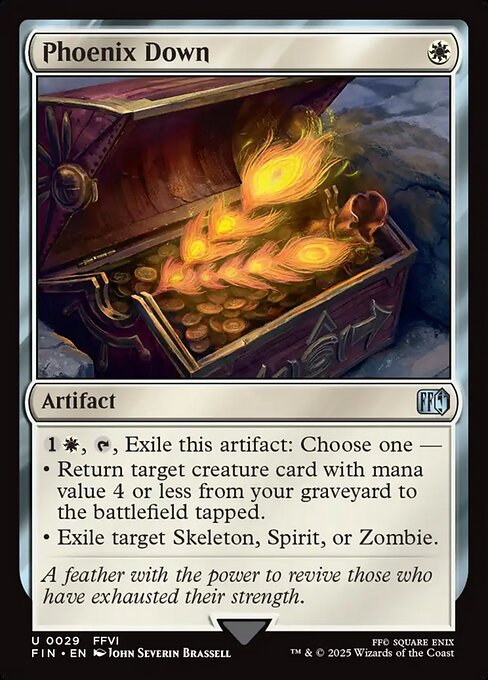 Phoenix Down
Artifact
FF
1, Exile this artifact: Choose one —
• Return target creature card with mana
value 4 or less from your graveyard to
the battlefield tapped.
• Exile target Skeleton, Spirit, or Zombie.
A feather with the power to revive those who
have exhausted their strength.
U 0029 FFVI
FIN • EN John Severin Brassell
FF© SQUARE ENIX
™ & © 2025 Wizards of the Coast